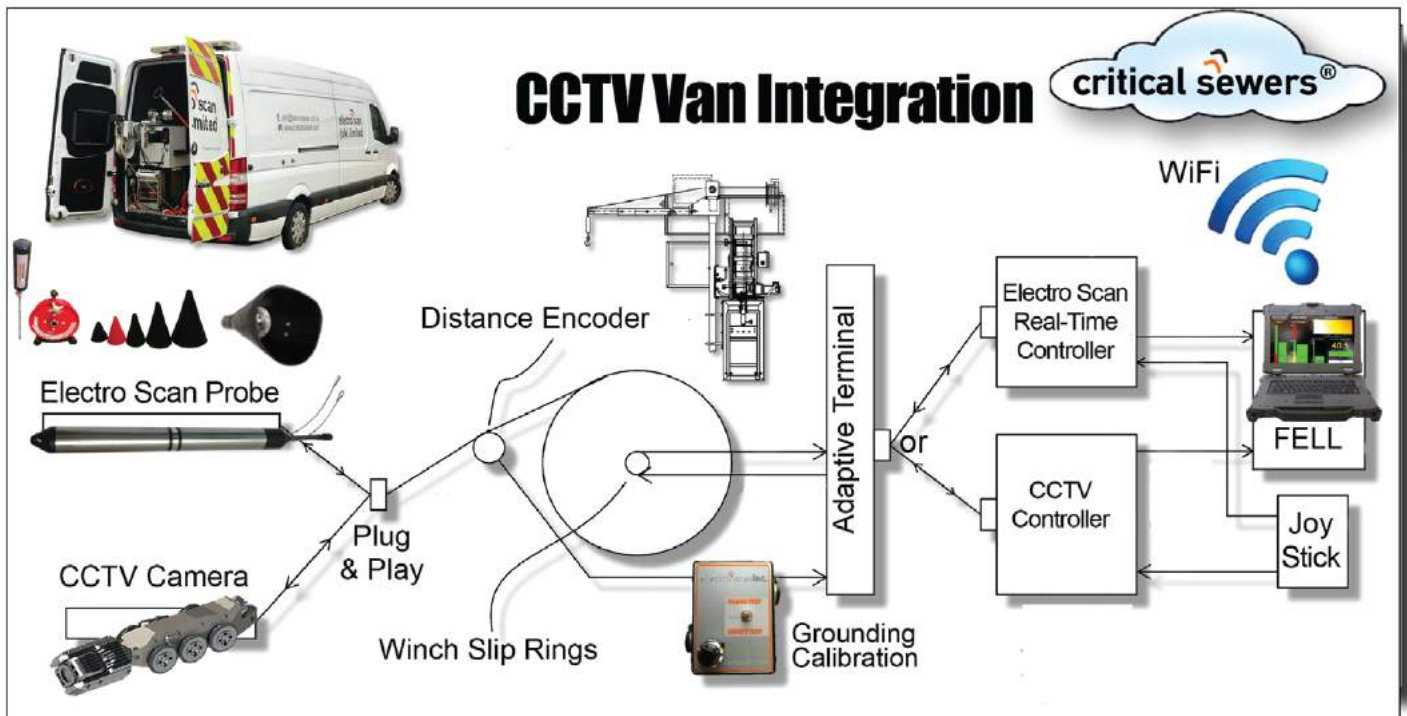 CCTV Van Integration
critical sewers®
WiFi
Distance Encoder
Electro Scan
Real-Time
Controller
Electro Scan Probe
Adaptive Terminal
or
FELL
CCTV
Controller
Plug
& Play
Joy
Stick
CCTV Camera
Winch Slip Rings
Grounding
Calibration